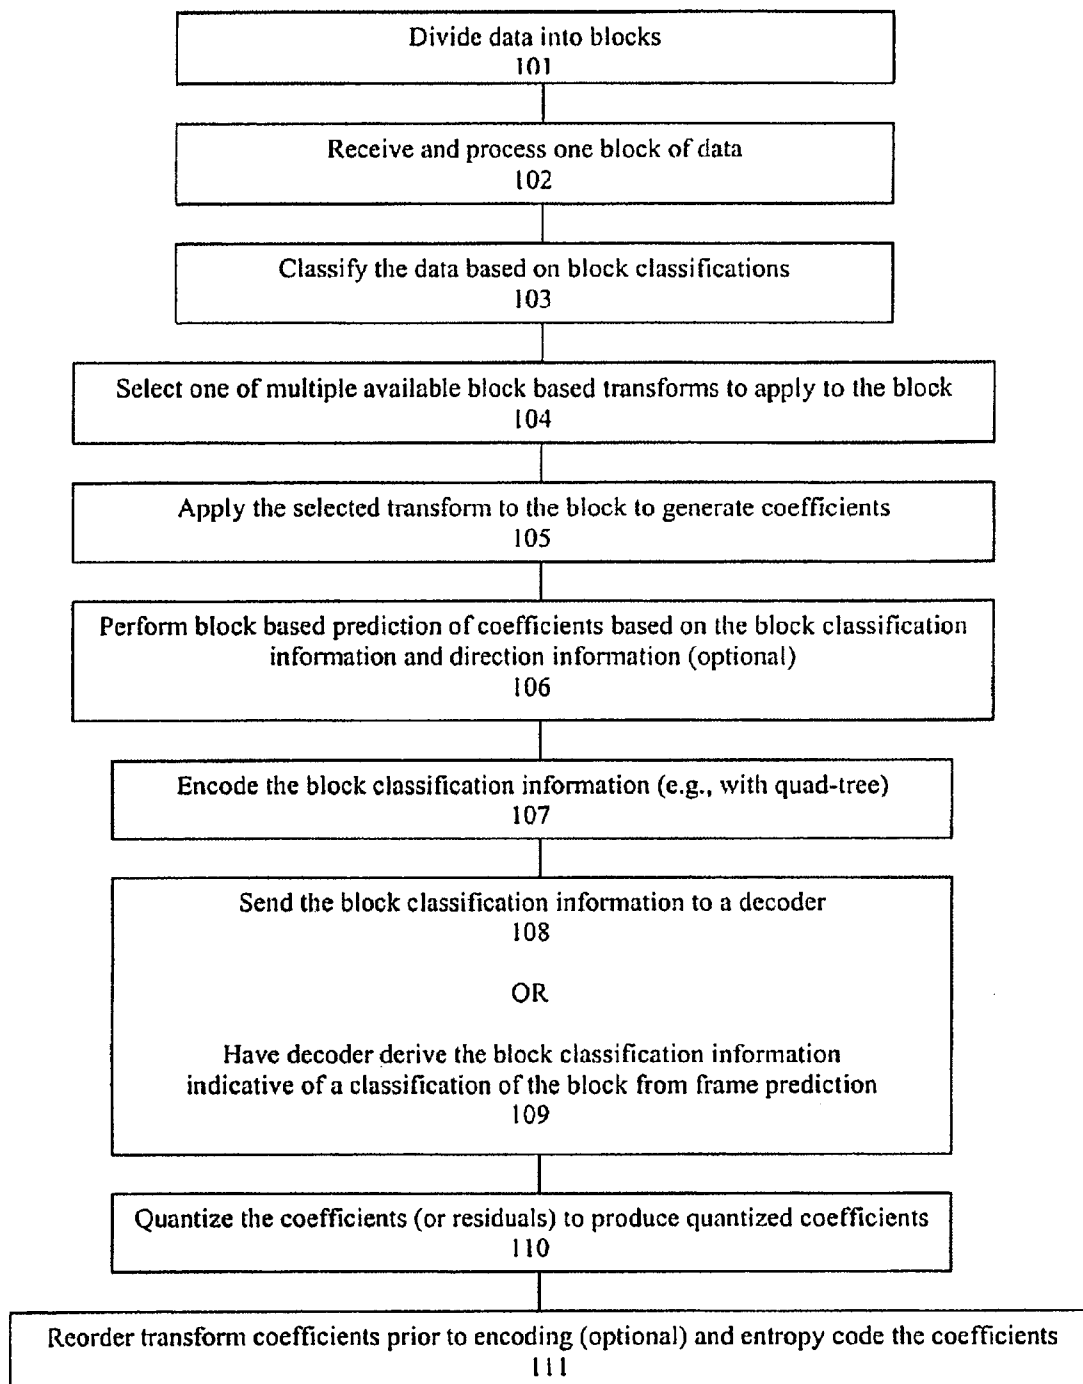 Divide data into blocks
101
Receive and process one block of data
102
Classify the data based on block classifications
103
Select one of multiple available block based transforms to apply to the block
104
Apply the selected transform to the block to generate coefficients
105
Perform block based prediction of coefficients based on the block classification
information and direction information (optional)
106
Encode the block classification information (e.g., with quad-tree)
107
Send the block classification information to a decoder
108
OR
Have decoder derive the block classification information
indicative of a classification of the block from frame prediction
109
Quantize the coefficients (or residuals) to produce quantized coefficients
110
Reorder transform coefficients prior to encoding (optional) and entropy code the coefficients
111